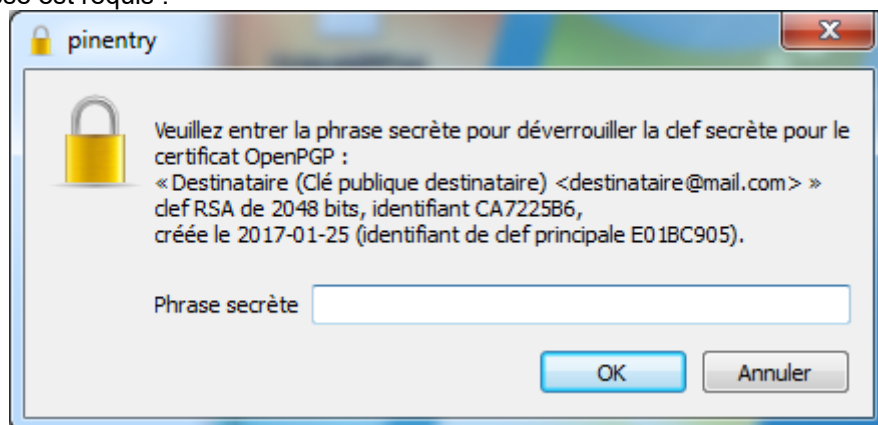 est requis :
pinentry
Veuillez entrer la phrase secrète pour déverrouiller la clef secrète pour le
certificat OpenPGP :
« Destinataire (Clé publique destinataire) <destinataire@mail.com> »
clef RSA de 2048 bits, identifiant CA7225B6,
créée le 2017-01-25 (identifiant de clef principale E01BC905).
Phrase secrète
OK
Annuler